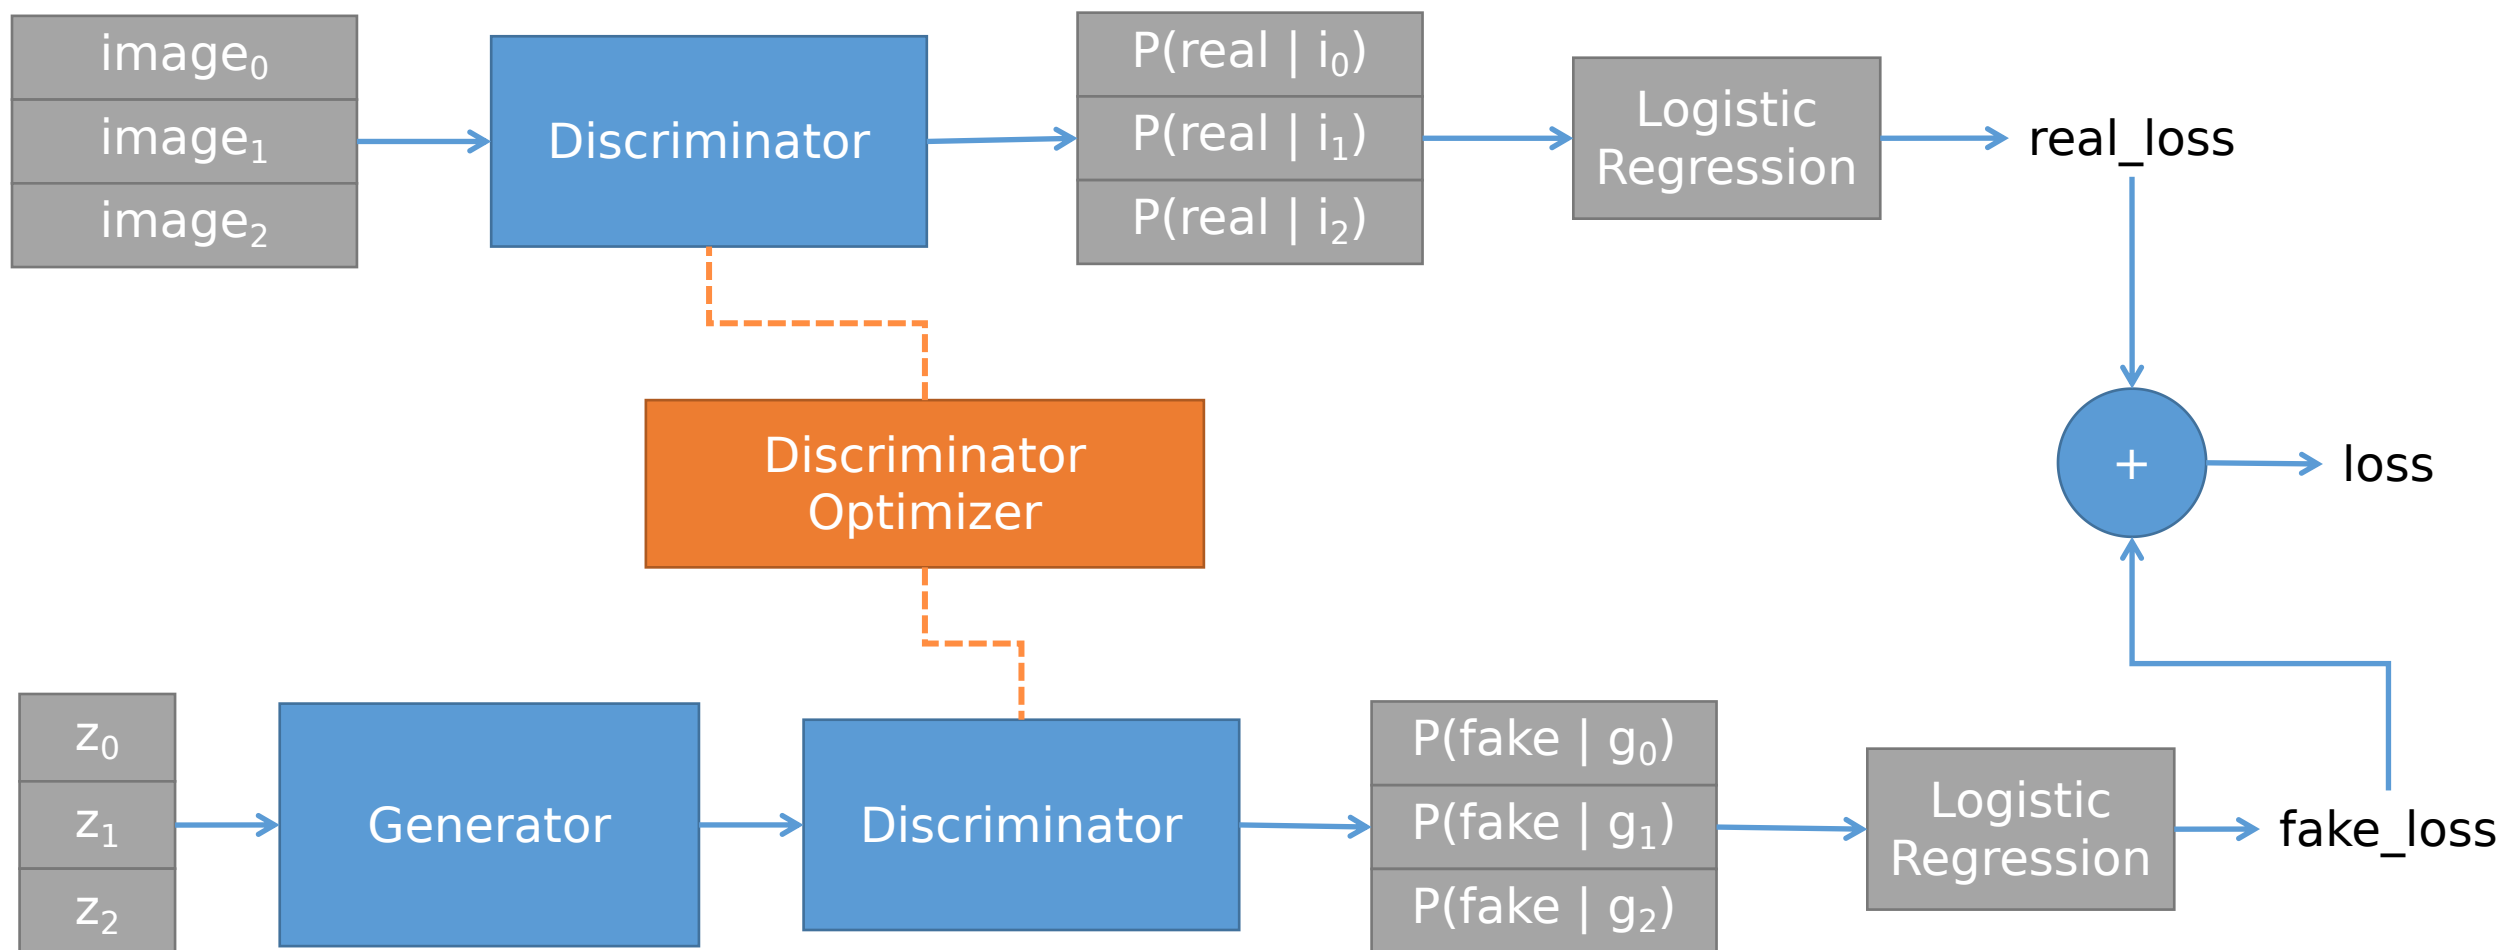 image₀
image₁
image₂
Discriminator
P(real | i₀)
P(real | i₁)
P(real | i₂)
Logistic
Regression
real_loss
Discriminator
Optimizer
+
loss
z₀
z₁
z₂
Generator
Discriminator
P(fake | g₀)
P(fake | g₁)
P(fake | g₂)
Logistic
Regression
fake_loss